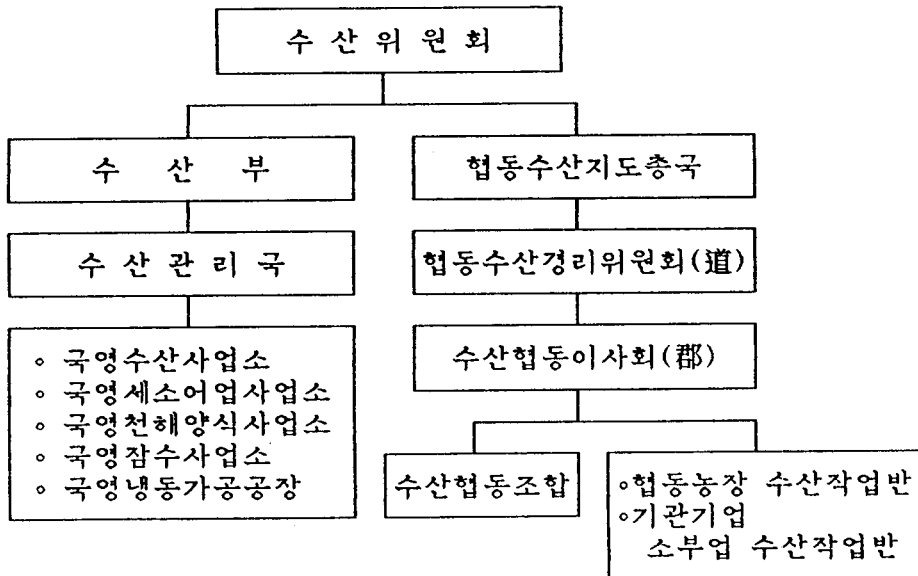 수산위원회
수산부
협동수산지도총국
수산관리국
협동수산경리위원회(道)
◦ 국영수산사업소
◦ 국영세소어업사업소
◦ 국영천해양식사업소
◦ 국영잠수사업소
◦ 국영냉동가공공장
수산협동이사회(郡)
수산협동조합
◦협동농장 수산작업반
◦기관기업
소부업 수산작업반